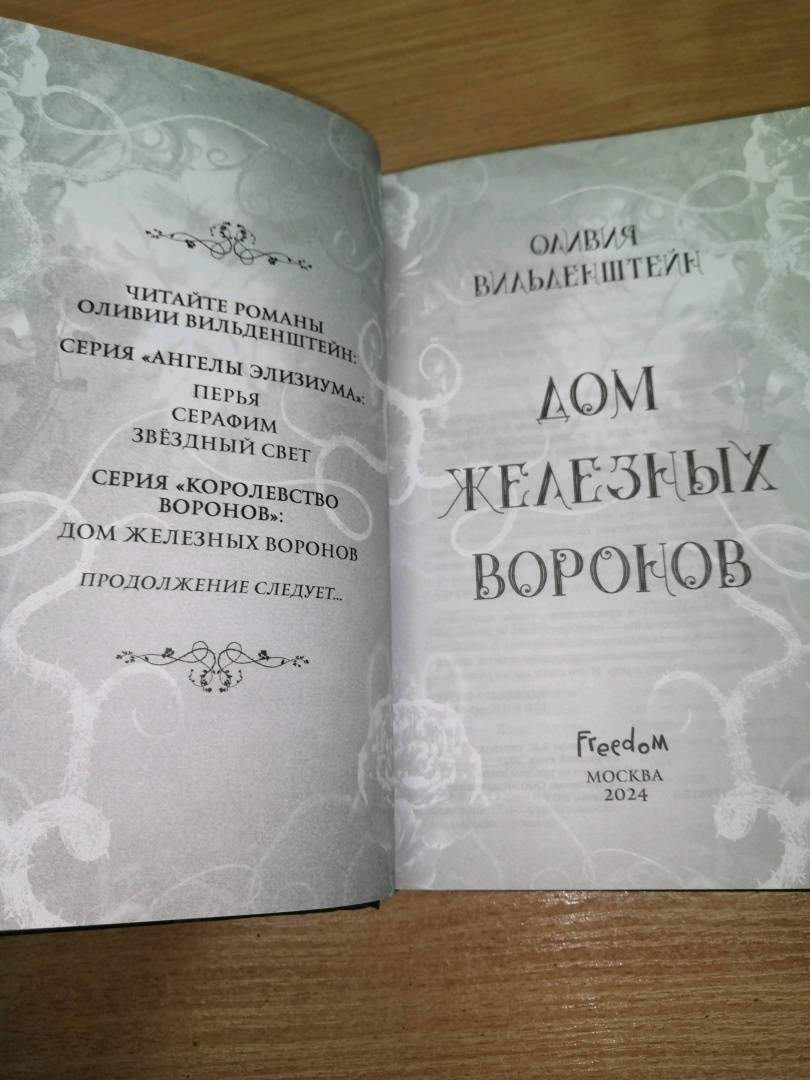 ЧИТАЙТЕ РОМАНЫ
ОЛИВИИ ВИЛЬДЕНШТЕЙН:
СЕРИЯ «АНГЕЛЫ ЭЛИЗИУМА»:
ПЕРЬЯ
СЕРАФИМ
ЗВЁЗДНЫЙ СВЕТ
СЕРИЯ «КОРОЛЕВСТВО
ВОРОНОВ»:
ДОМ ЖЕЛЕЗНЫХ ВОРОНОВ
ПРОДОЛЖЕНИЕ СЛЕДУЕТ...
ОЛИВИЯ
ВИЛЬДЕНШТЕЙН
ДОМ
ЖЕЛЕЗНЫХ
ВОРОНОВ
Freedom
МОСКВА
2024